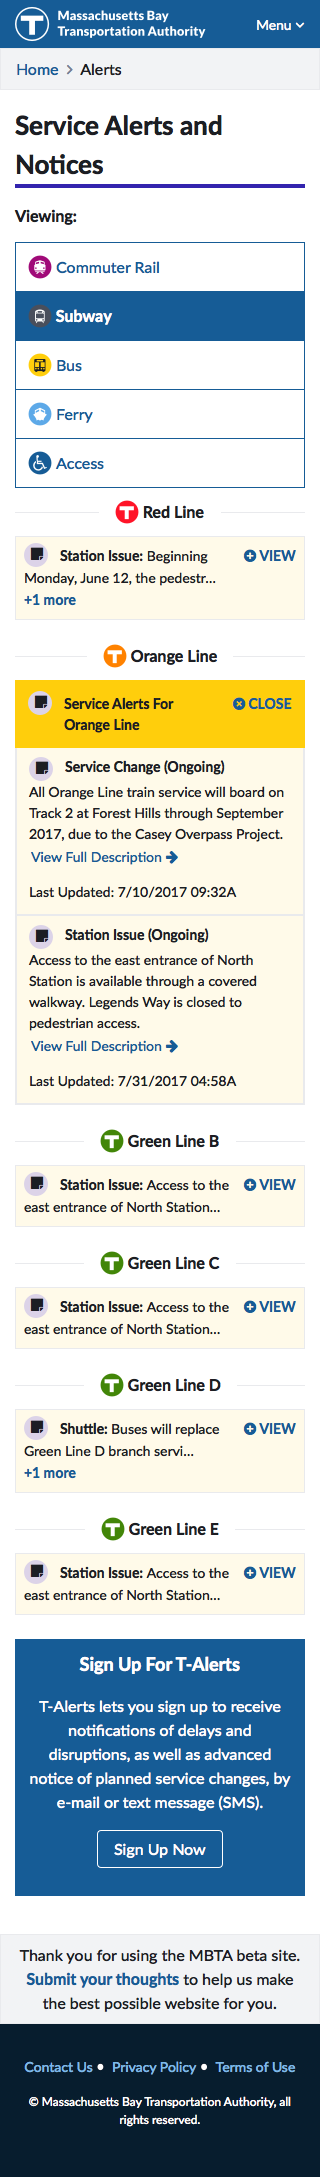 Massachusetts Bay
Transportation Authority
Menu
Home > Alerts
Service Alerts and
Notices
Viewing:
Commuter Rail
Subway
Bus
Ferry
Access
T Red Line
Station Issue: Beginning
VIEW
Monday, June 12, the pedestr...
+1 more
T Orange Line
Service Alerts For
CLOSE
Orange Line
Service Change (Ongoing)
All Orange Line train service will board on
Track 2 at Forest Hills through September
2017, due to the Casey Overpass Project.
View Full Description
Last Updated: 7/10/2017 09:32A
Station Issue (Ongoing)
Access to the east entrance of North
Station is available through a covered
walkway. Legends Way is closed to
pedestrian access.
View Full Description
Last Updated: 7/31/2017 04:58A
T Green Line B
Station Issue: Access to the
VIEW
east entrance of North Station...
T Green Line C
Station Issue: Access to the
VIEW
east entrance of North Station...
T Green Line D
Shuttle: Buses will replace
VIEW
Green Line D branch servi...
+1 more
T Green Line E
Station Issue: Access to the
VIEW
east entrance of North Station...
Sign Up For T-Alerts
T-Alerts lets you sign up to receive
notifications of delays and
disruptions, as well as advanced
notice of planned service changes, by
e-mail or text message (SMS).
Sign Up Now
Thank you for using the MBTA beta site.
Submit your thoughts to help us make
the best possible website for you.
Contact Us • Privacy Policy • Terms of Use
© Massachusetts Bay Transportation Authority, all
rights reserved.